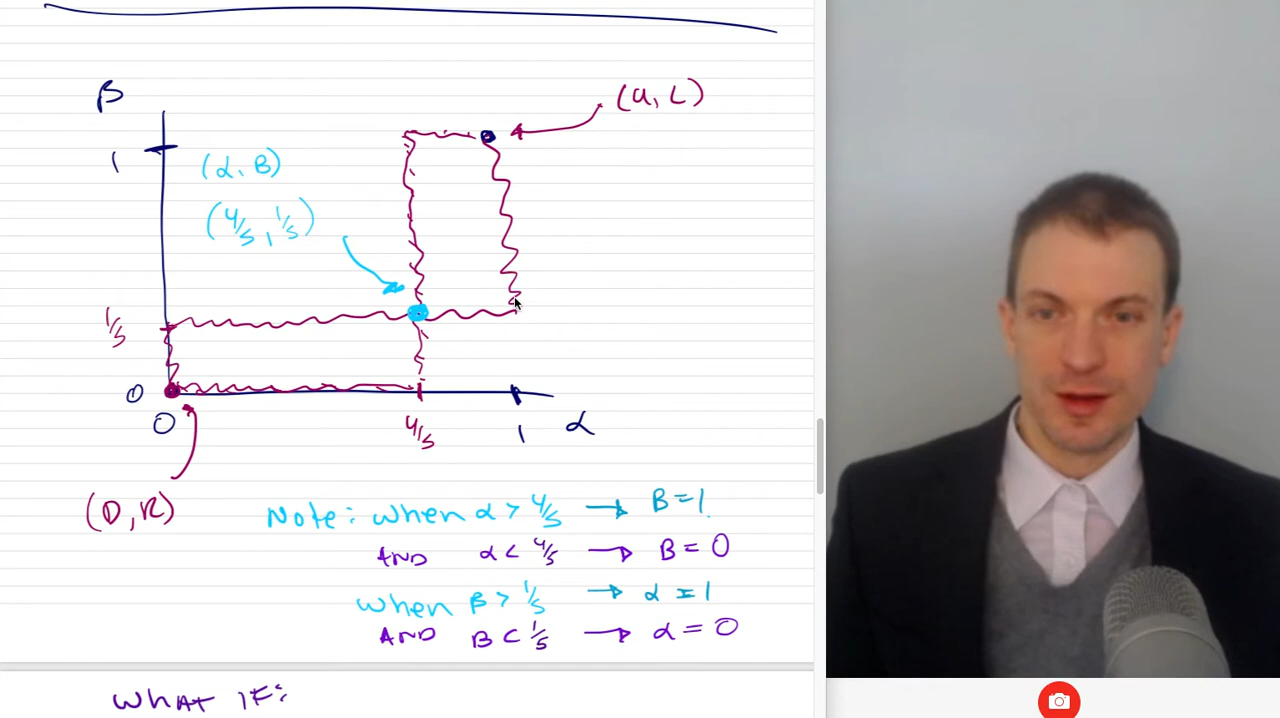 β
(U, L)
1
(α, B)
(4/5, 1/5)
1/5
0
0
4/5
1
α
(D, R)
Note: when α > 4/5 → B = 1
AND α < 4/5 → B = 0
when β > 1/5 → α = 1
AND B < 1/5 → α = 0
WHAT IF: